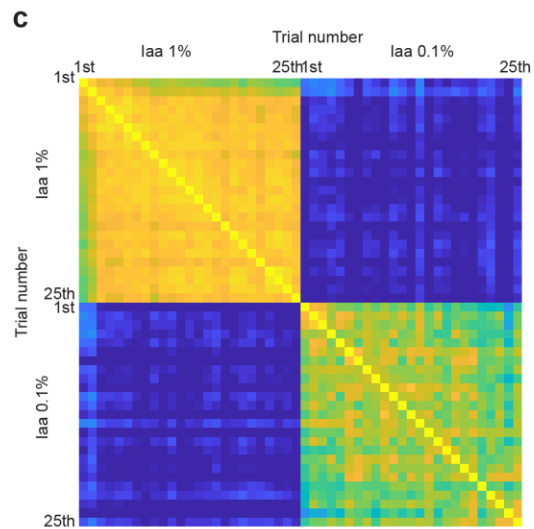 c
Trial number
Iaa 1%
Iaa 0.1%
1st
25th
1st
25th
1st
Iaa 1%
25th
1st
Trial number
Iaa 0.1%
25th